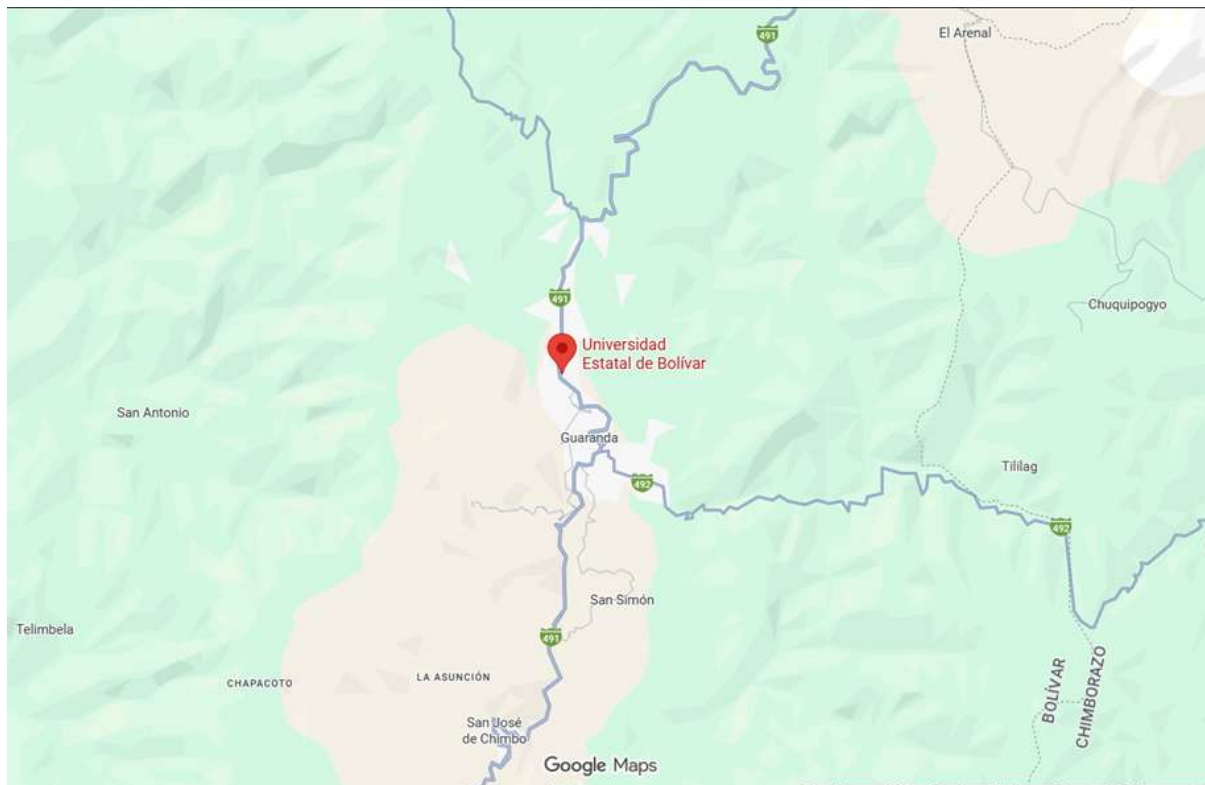 491
El Arenal
491
Chuquipogyo
Universidad
Estatal de Bolívar
San Antonio
Guaranda
Tililag
492
492
San Simón
Telimbela
491
BOLÍVAR
CHIMBORAZO
CHAPACOTO
LA ASUNCIÓN
San José
de Chimbo
Google Maps